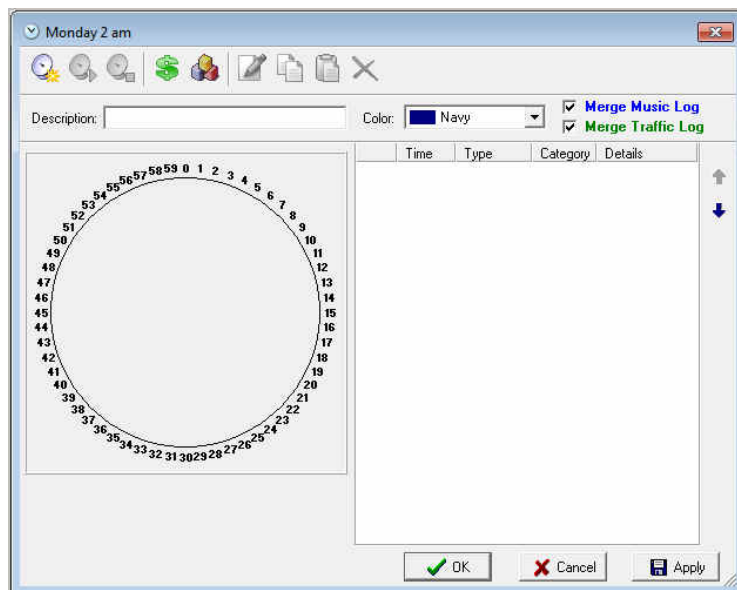 Monday 2 am
Description:
Color: Navy
Merge Music Log
Merge Traffic Log
Time Type Category Details
0 1 2 3 4 5 6 7 8 9 10 11 12 13 14 15 16 17 18 19 20 21 22 23 24 25 26 27 28 29 30 31 32 33 34 35 36 37 38 39 40 41 42 43 44 45 46 47 48 49 50 51 52 53 54 55 56 57 58 59
OK Cancel Apply